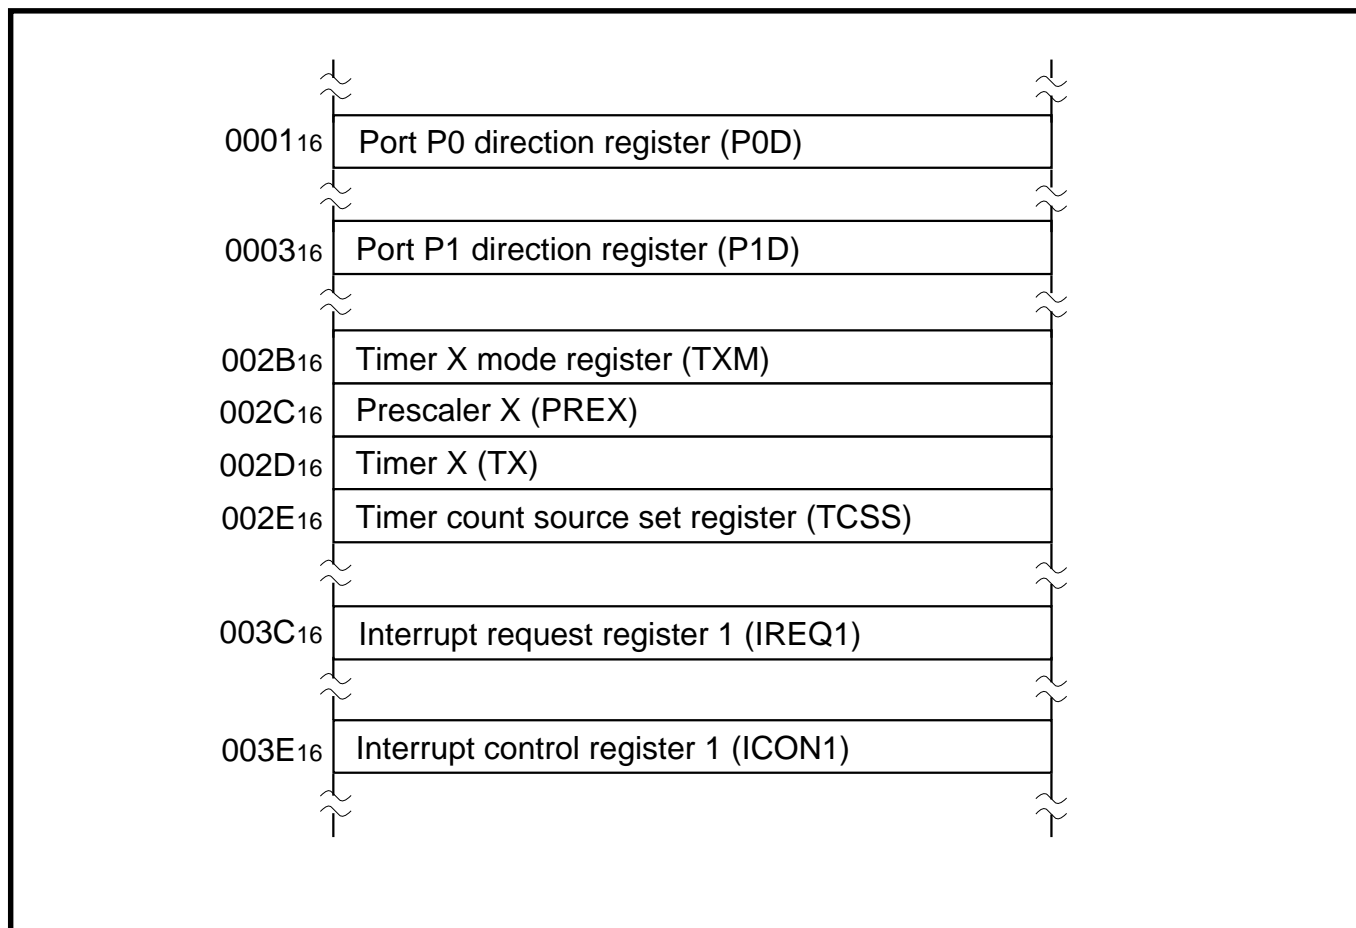 0001₁₆ Port P0 direction register (P0D)
0003₁₆ Port P1 direction register (P1D)
002B₁₆ Timer X mode register (TXM)
002C₁₆ Prescaler X (PREX)
002D₁₆ Timer X (TX)
002E₁₆ Timer count source set register (TCSS)
003C₁₆ Interrupt request register 1 (IREQ1)
003E₁₆ Interrupt control register 1 (ICON1)